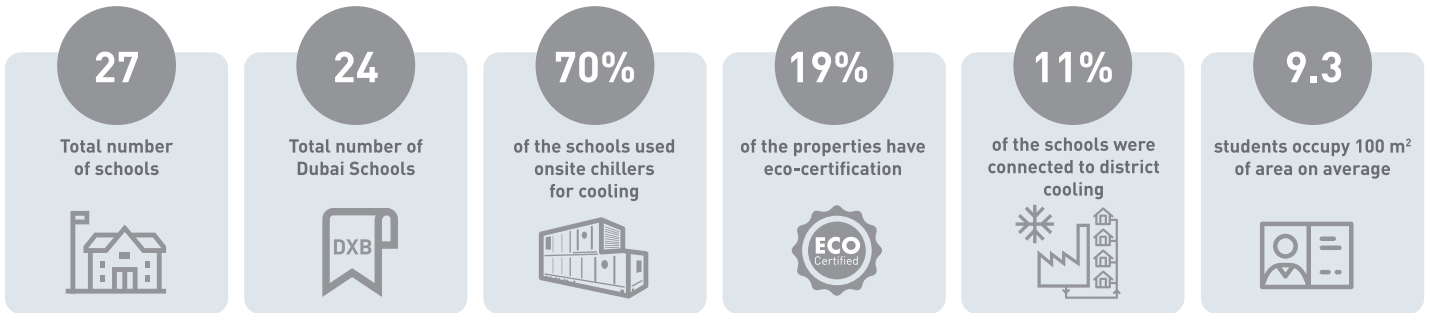 27
Total number
of schools
24
Total number of
Dubai Schools
DXB
70%
of the schools used
onsite chillers
for cooling
19%
of the properties have
eco-certification
ECO
Certified
11%
of the schools were
connected to district
cooling
9.3
students occupy 100 m²
of area on average